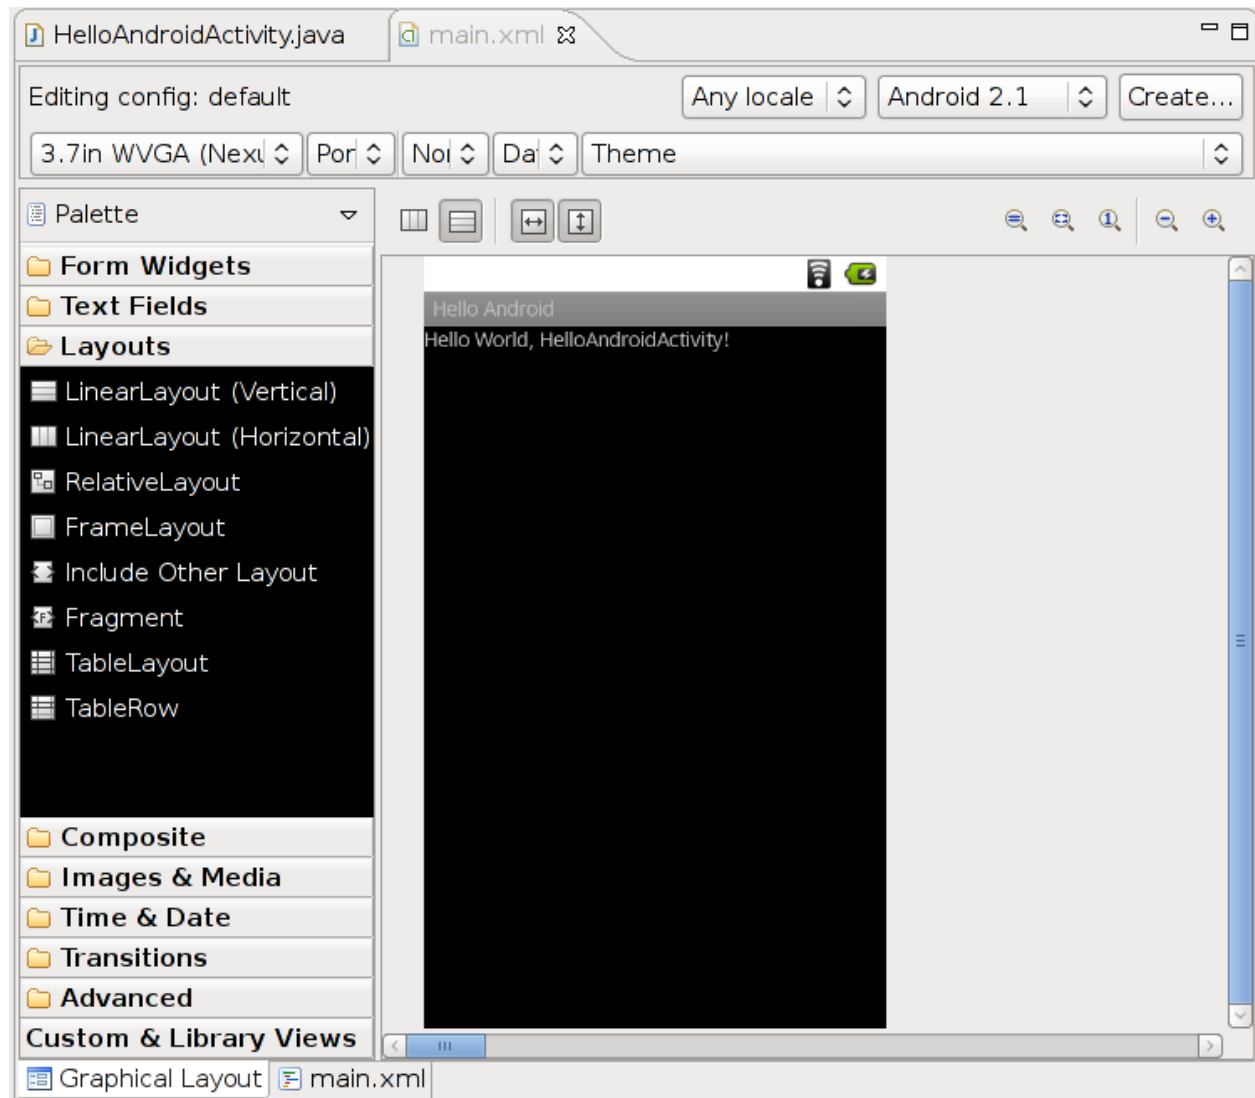 HelloAndroidActivity.java
main.xml
Editing config: default
Any locale
Android 2.1
Create...
3.7in WVGA (Nexu
Por
No
Da
Theme
Palette
Form Widgets
Text Fields
Layouts
LinearLayout (Vertical)
LinearLayout (Horizontal)
RelativeLayout
FrameLayout
Include Other Layout
Fragment
TableLayout
TableRow
Composite
Images & Media
Time & Date
Transitions
Advanced
Custom & Library Views
Hello Android
Hello World, HelloAndroidActivity!
Graphical Layout
main.xml